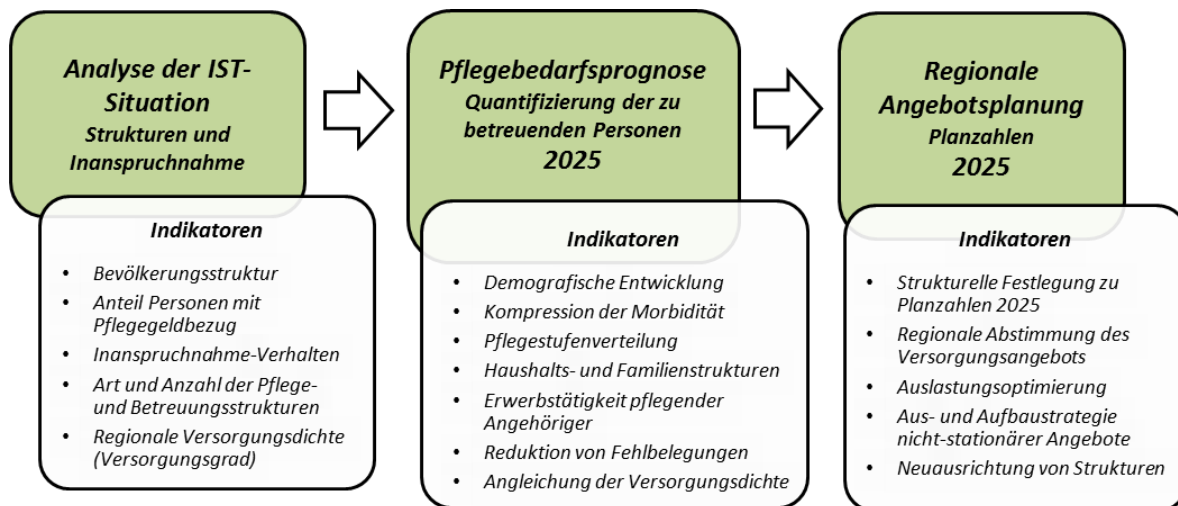 Analyse der IST-
Situation
Strukturen und
Inanspruchnahme
Indikatoren
• Bevölkerungsstruktur
• Anteil Personen mit
Pflegegeldbezug
• Inanspruchnahme-Verhalten
• Art und Anzahl der Pflege-
und Betreuungsstrukturen
• Regionale Versorgungsdichte
(Versorgungsgrad)
Pflegebedarfsprognose
Quantifizierung der zu
betreuenden Personen
2025
Indikatoren
• Demografische Entwicklung
• Kompression der Morbidität
• Pflegestufenverteilung
• Haushalts- und Familienstrukturen
• Erwerbstätigkeit pflegender
Angehöriger
• Reduktion von Fehlbelegungen
• Angleichung der Versorgungsdichte
Regionale
Angebotsplanung
Planzahlen
2025
Indikatoren
• Strukturelle Festlegung zu
Planzahlen 2025
• Regionale Abstimmung des
Versorgungsangebots
• Auslastungsoptimierung
• Aus- und Aufbaustrategie
nicht-stationärer Angebote
• Neuausrichtung von Strukturen